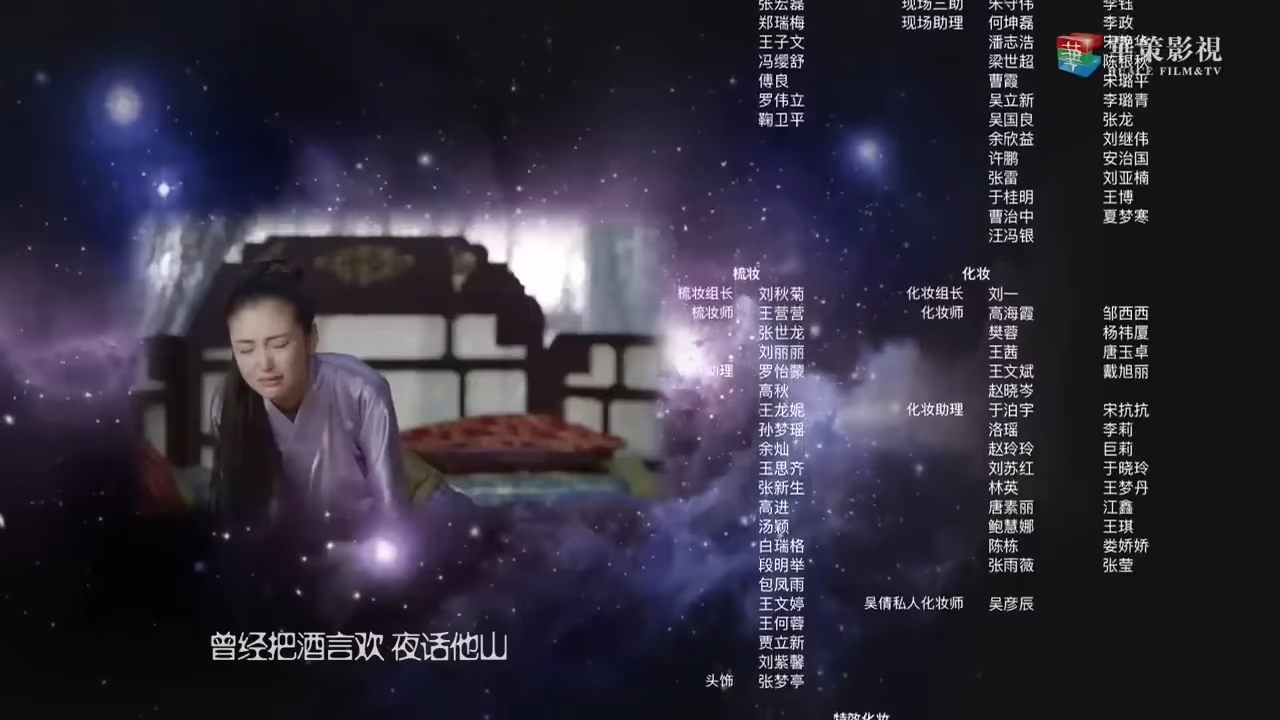 张宏磊
郑瑞梅
王子文
冯缨舒
傅良
罗伟立
鞠卫平
现场三助 朱守伟 李钰
现场助理 何坤磊 李政
潘志浩
梁世超
曹霞 宋璐平
吴立新 李璐青
吴国良 张龙
余欣益 刘继伟
许鹏 安治国
张雷 刘亚楠
于桂明 王博
曹治中 夏梦寒
汪冯银
華策影視
FILM&TV
梳妆
梳妆组长 刘秋菊
梳妆师 王营营
张世龙
刘丽丽
助理 罗怡蒙
高秋
王龙妮
孙梦瑶
余灿
王思齐
张新生
高进
汤颖
白瑞格
段明举
包凤雨
王文婷
王何蓉
贾立新
刘紫馨
头饰 张梦亭
化妆
化妆组长 刘一
化妆师 高海霞 邹西西
樊蓉 杨祎厦
王茜 唐玉卓
王文斌 戴旭丽
赵晓岑
化妆助理 于泊宇 宋抗抗
洛瑶 李莉
赵玲玲 巨莉
刘苏红 于晓玲
林英 王梦丹
唐素丽 江鑫
鲍慧娜 王琪
陈栋 娄娇娇
张雨薇 张莹
吴倩私人化妆师 吴彦辰
特效化妆
曾经把酒言欢 夜话他山